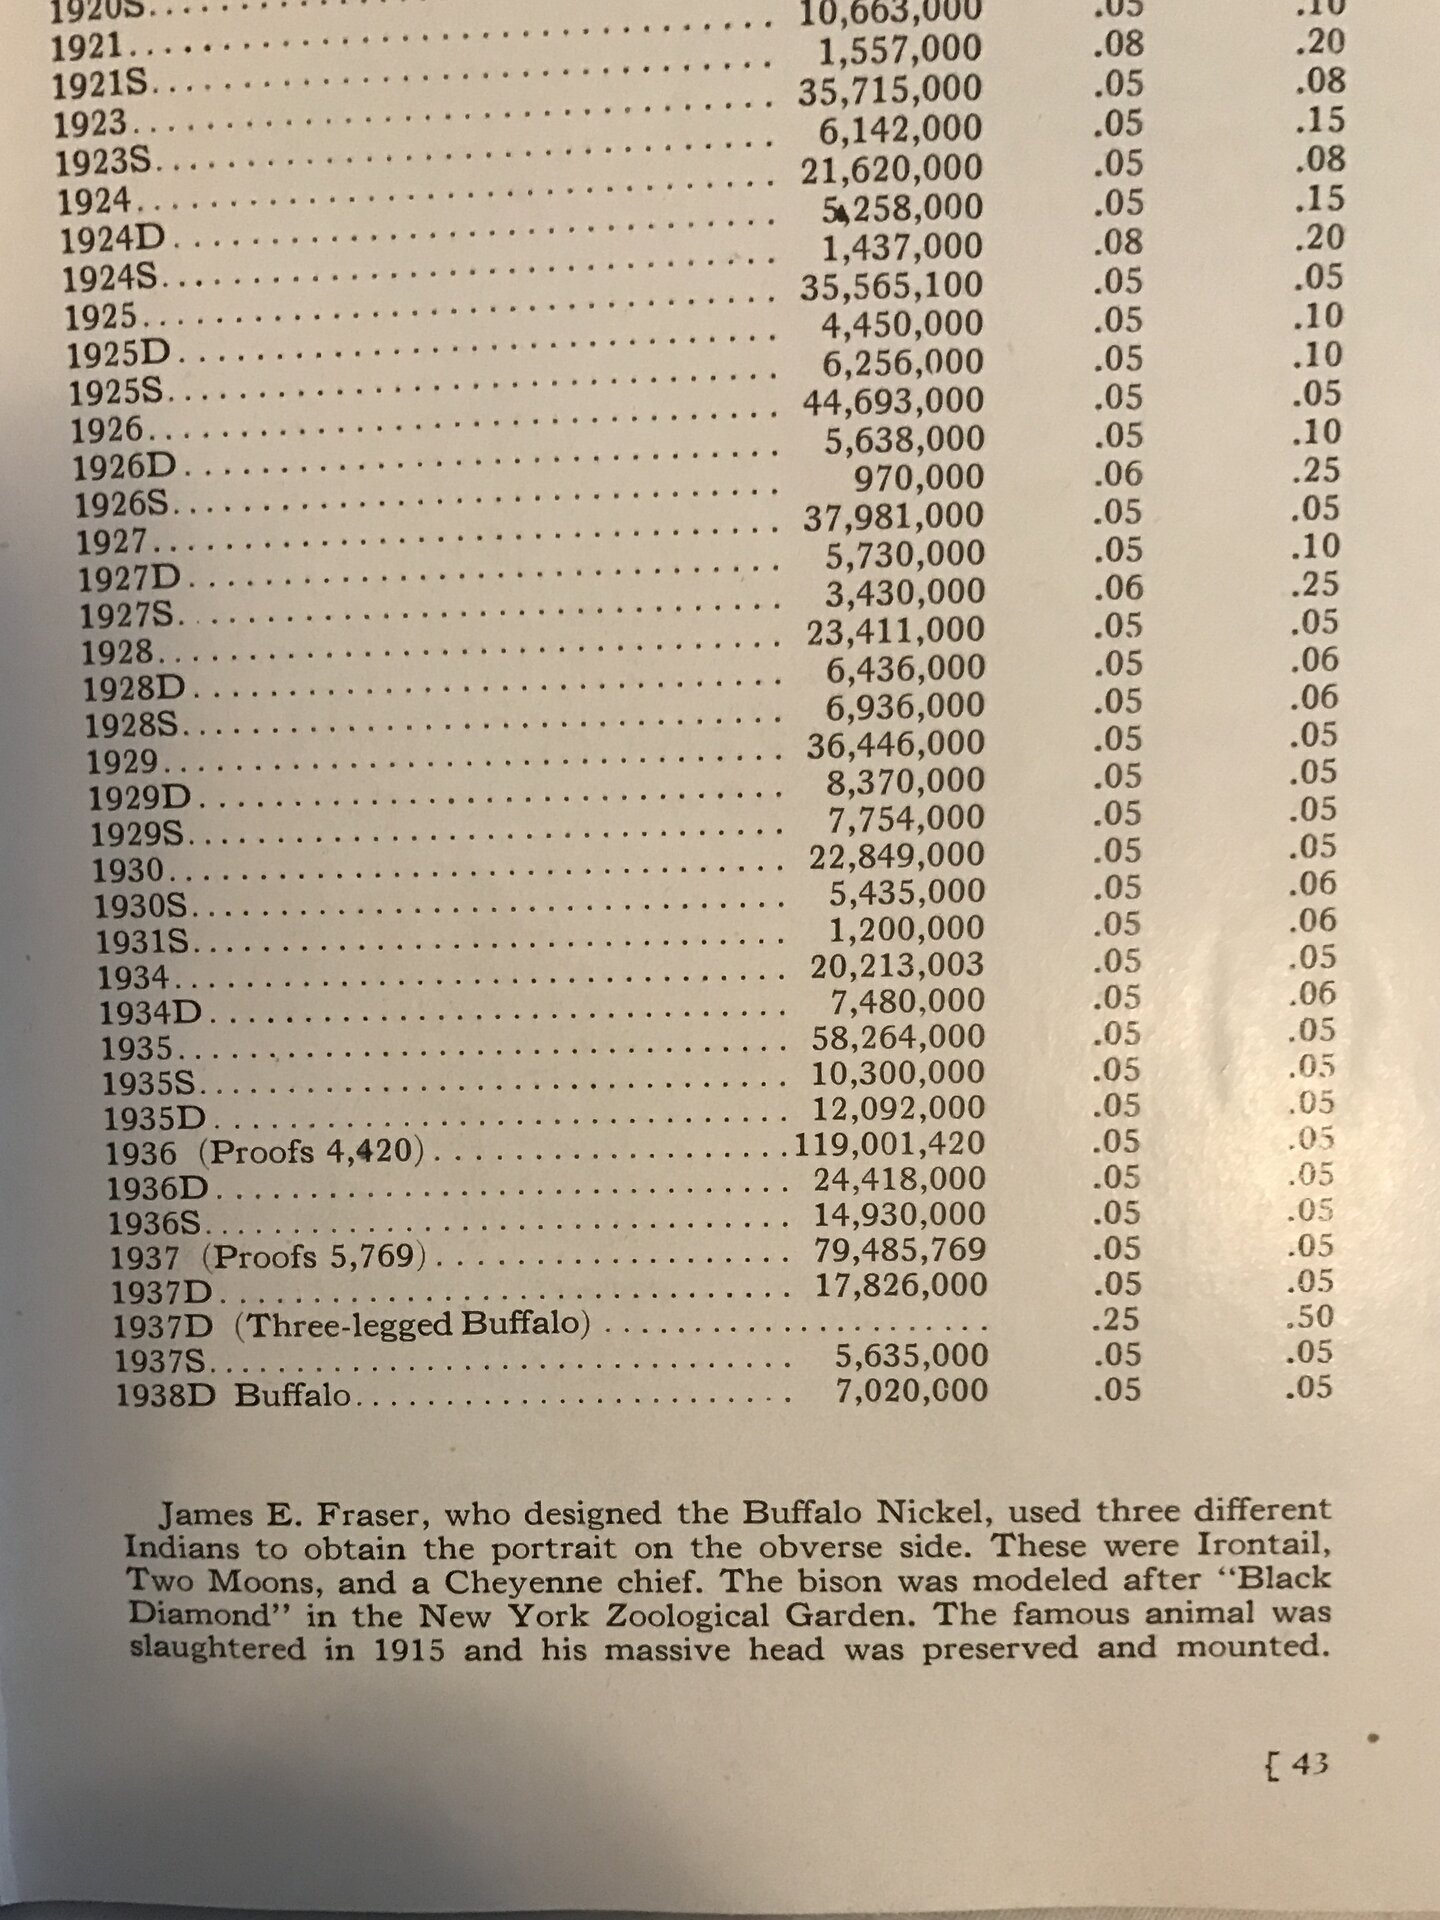 1920S
1921 10,663,000 .05 .10
1921S 1,557,000 .08 .20
1923 35,715,000 .05 .08
1923S 6,142,000 .05 .15
1924 21,620,000 .05 .08
1924D 5,258,000 .05 .15
1924S 1,437,000 .08 .20
1925 35,565,100 .05 .05
1925D 4,450,000 .05 .10
1925S 6,256,000 .05 .10
1926 44,693,000 .05 .05
1926D 5,638,000 .05 .10
1926S 970,000 .06 .25
1927 37,981,000 .05 .05
1927D 5,730,000 .05 .10
1927S 3,430,000 .06 .25
1928 23,411,000 .05 .05
1928D 6,436,000 .05 .06
1928S 6,936,000 .05 .06
1929 36,446,000 .05 .05
1929D 8,370,000 .05 .05
1929S 7,754,000 .05 .05
1930 22,849,000 .05 .05
1930S 5,435,000 .05 .06
1931S 1,200,000 .05 .06
1934 20,213,003 .05 .05
1934D 7,480,000 .05 .06
1935 58,264,000 .05 .05
1935S 10,300,000 .05 .05
1935D 12,092,000 .05 .05
1936 (Proofs 4,420) 119,001,420 .05 .05
1936D 24,418,000 .05 .05
1936S 14,930,000 .05 .05
1937 (Proofs 5,769) 79,485,769 .05 .05
1937D 17,826,000 .05 .05
1937D (Three-legged Buffalo) .25 .50
1937S 5,635,000 .05 .05
1938D Buffalo 7,020,000 .05 .05
James E. Fraser, who designed the Buffalo Nickel, used three different
Indians to obtain the portrait on the obverse side. These were Irontail,
Two Moons, and a Cheyenne chief. The bison was modeled after “Black
Diamond” in the New York Zoological Garden. The famous animal was
slaughtered in 1915 and his massive head was preserved and mounted.
{ 43